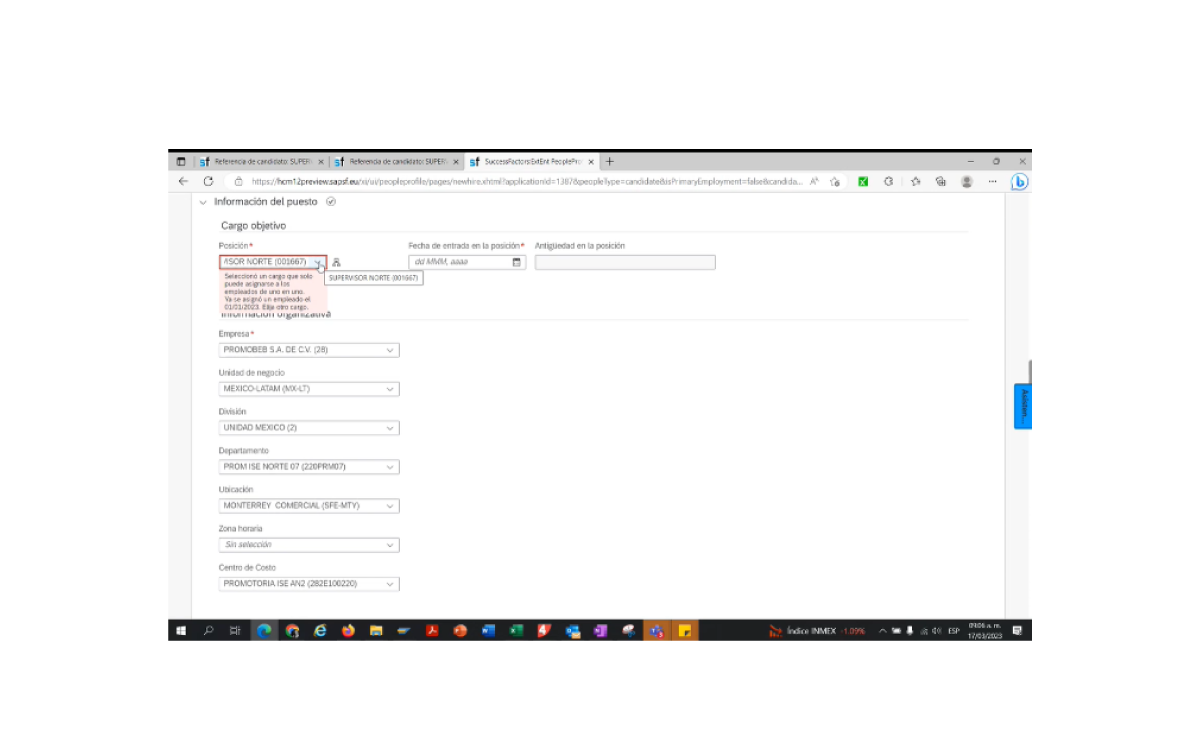 Referencia de candidato: SUPER
Referencia de candidato: SUPER
SuccessFactors:ExtEnt PeopleProf
https://hcm12preview.sapsf.eu/xi/ui/peopleprofile/pages/newhire.xhtml?applicationId=1387&peopleType=candidate&isPrimaryEmployment=false&candida...
Información del puesto
Cargo objetivo
Posición* Fecha de entrada en la posición* Antigüedad en la posición
VISOR NORTE (001667) dd MMM, aaaa
SUPERVISOR NORTE (001667)
Seleccionó un cargo que solo
puede asignarse a los
empleados de uno en uno.
Ya se asignó un empleado el
01/01/2023. Elija otro cargo.
Información organizativa
Empresa*
PROMOBEB S.A. DE C.V. (28)
Unidad de negocio
MEXICO-LATAM (MX-LT)
División
UNIDAD MEXICO (2)
Departamento
PROM ISE NORTE 07 (220PRM07)
Ubicación
MONTERREY COMERCIAL (SFE-MTY)
Zona horaria
Sin selección
Centro de Costo
PROMOTORIA ISE AN2 (282E100220)
Asisten...
Índice INMEX -1.09% ESP
09:06 a. m.
17/03/2023